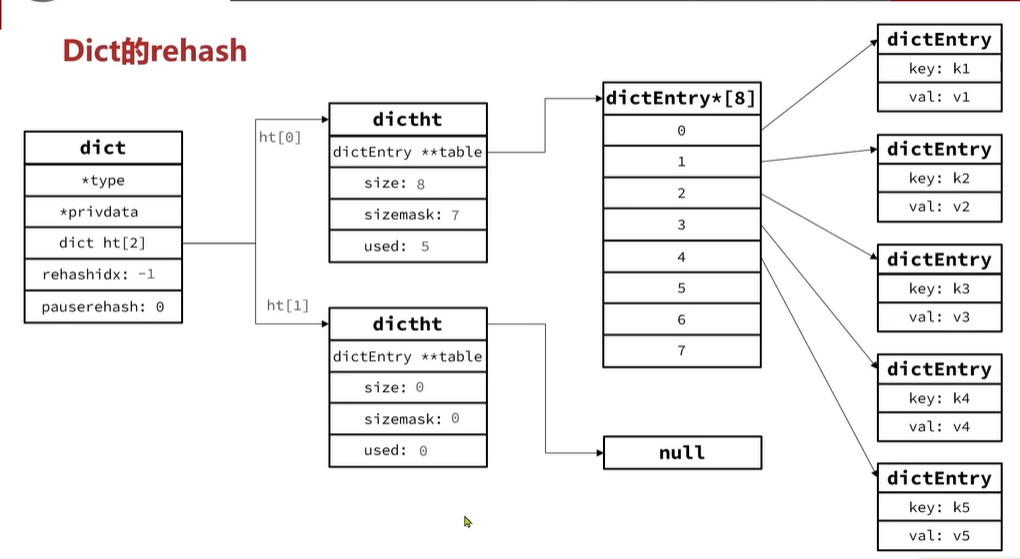 Dict的rehash
dict
*type
*privdata
dict ht[2]
rehashidx: -1
pauserehash: 0
ht[0]
dictht
dictEntry **table
size: 8
sizemask: 7
used: 5
ht[1]
dictht
dictEntry **table
size: 0
sizemask: 0
used: 0
dictEntry*[8]
0
1
2
3
4
5
6
7
null
dictEntry
key: k1
val: v1
dictEntry
key: k2
val: v2
dictEntry
key: k3
val: v3
dictEntry
key: k4
val: v4
dictEntry
key: k5
val: v5